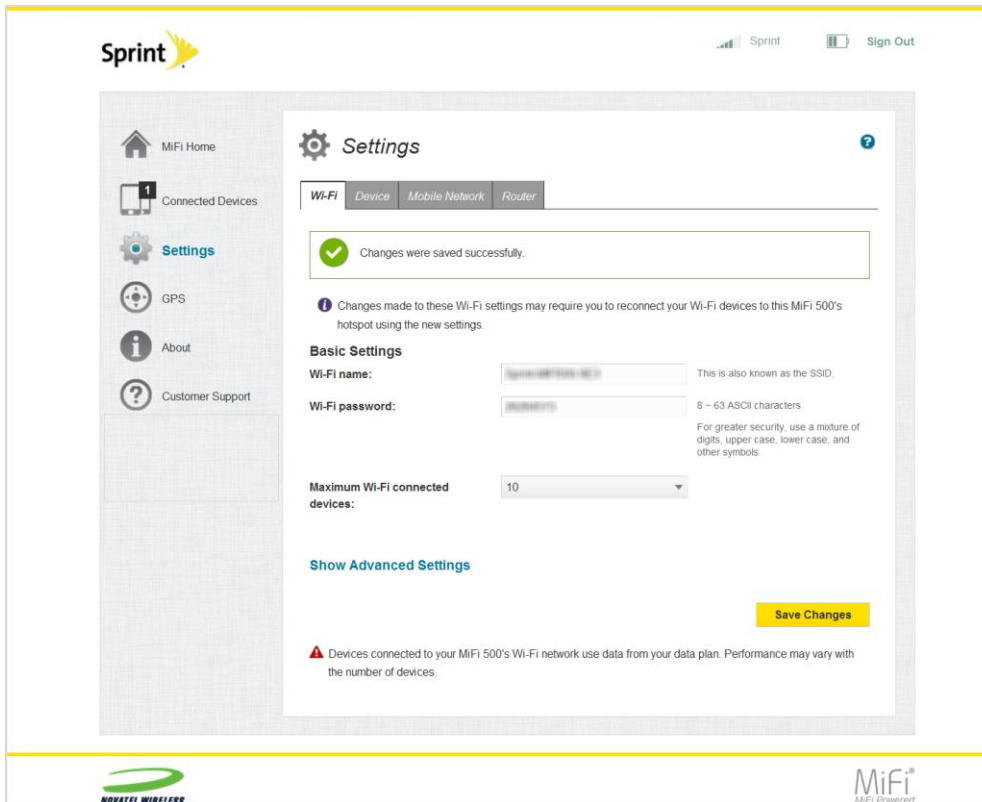 Sprint
Sprint
Sign Out
MiFi Home
1
Connected Devices
Settings
GPS
About
Customer Support
Settings
Wi-Fi
Device
Mobile Network
Router
Changes were saved successfully.
Changes made to these Wi-Fi settings may require you to reconnect your Wi-Fi devices to this MiFi 500's
hotspot using the new settings.
Basic Settings
Wi-Fi name:
This is also known as the SSID.
Wi-Fi password:
8 ~ 63 ASCII characters
For greater security, use a mixture of
digits, upper case, lower case, and
other symbols
Maximum Wi-Fi connected
devices:
10
Show Advanced Settings
Save Changes
Devices connected to your MiFi 500's Wi-Fi network use data from your data plan. Performance may vary with
the number of devices.
NOVATEL WIRELESS
MiFi®
MiFi Powered